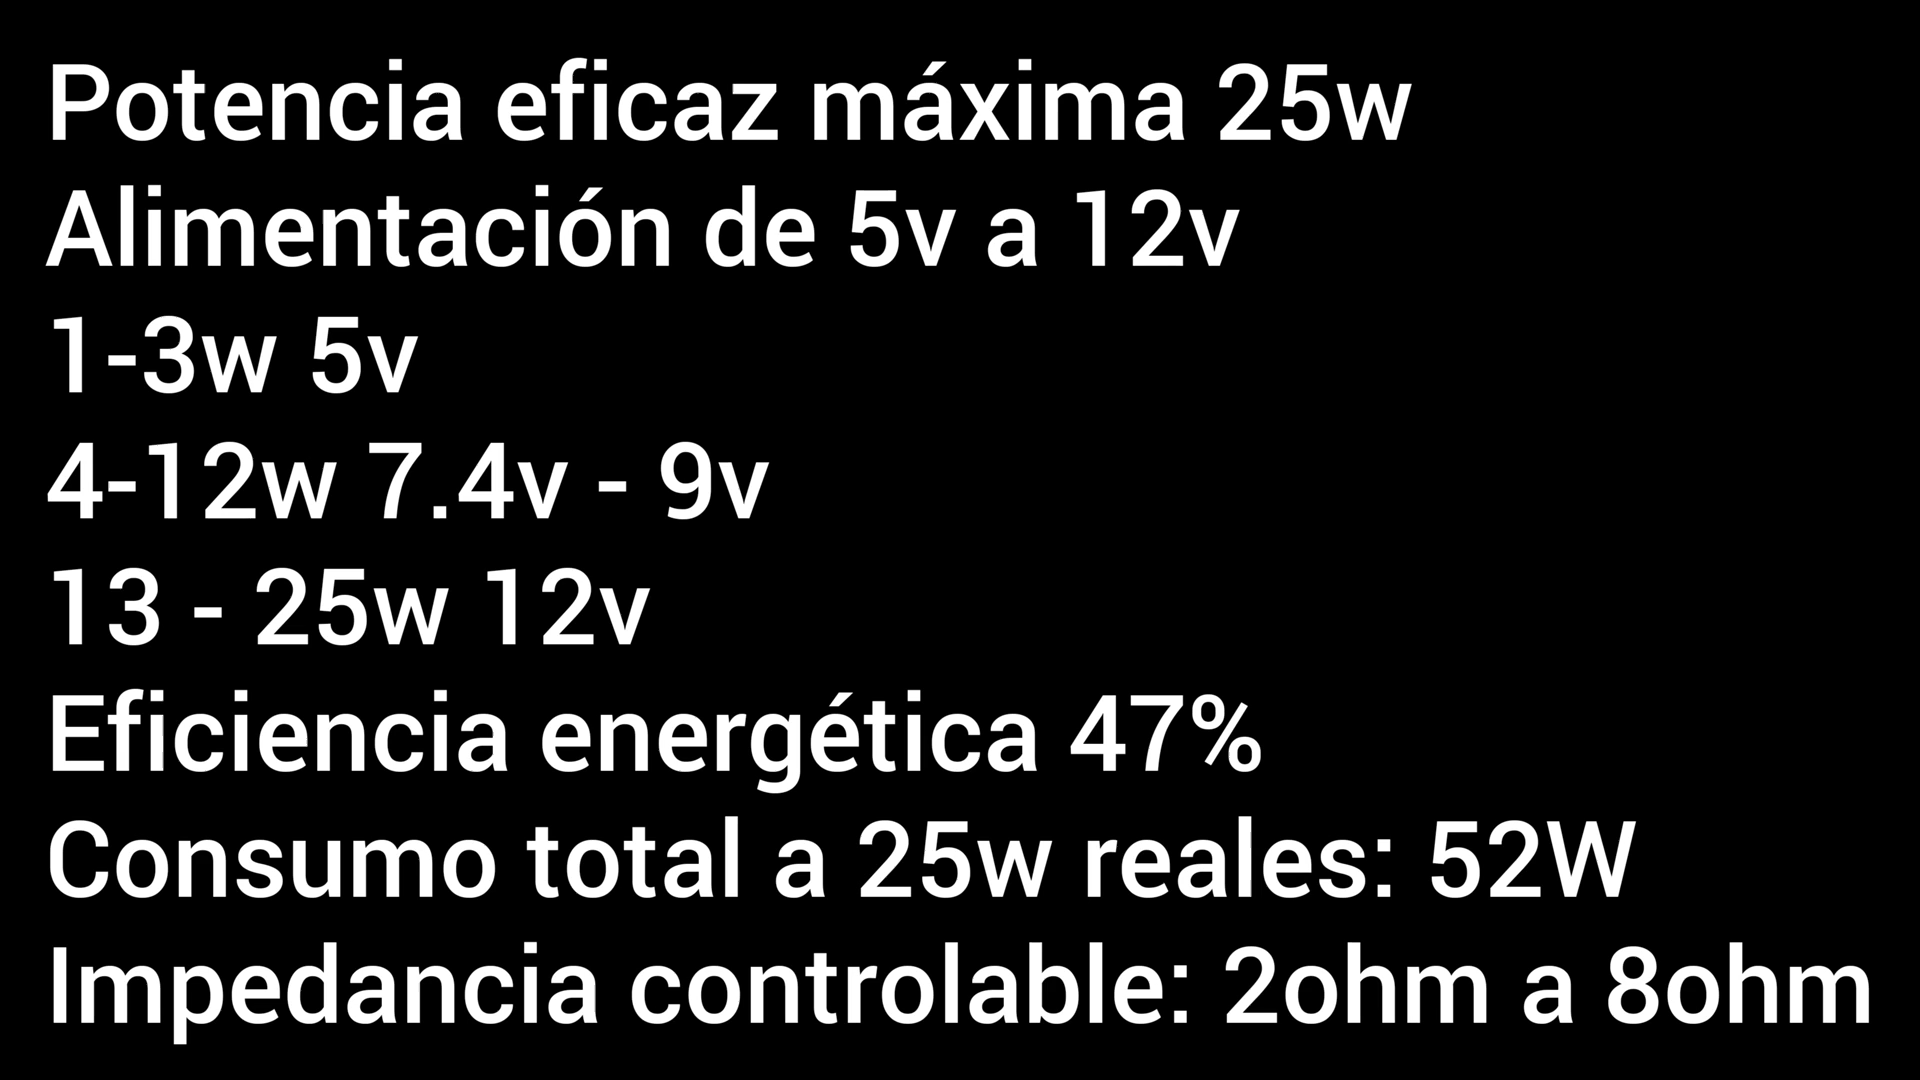 Potencia eficaz máxima 25w
Alimentación de 5v a 12v
1-3w 5v
4-12w 7.4v - 9v
13 - 25w 12v
Eficiencia energética 47%
Consumo total a 25w reales: 52W
Impedancia controlable: 2ohm a 8ohm